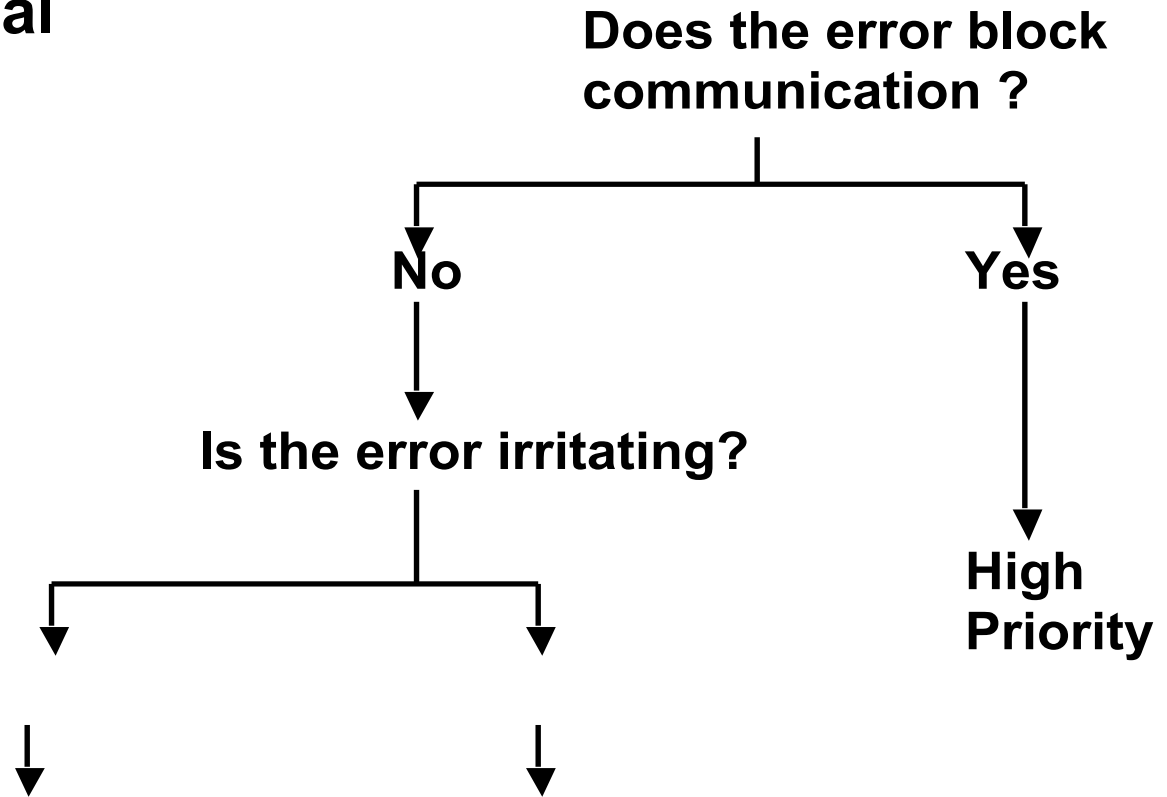 al
Does the error block
communication ?
No
Yes
Is the error irritating?
High
Priority